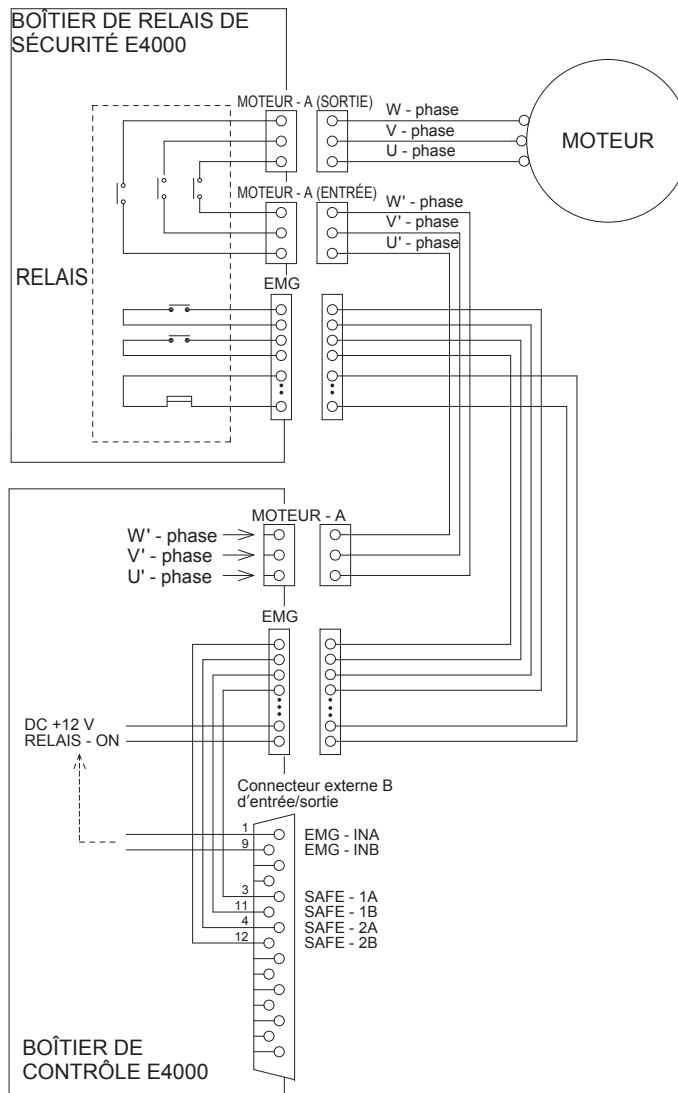 BOÎTIER DE RELAIS DE
SÉCURITÉ E4000
MOTEUR - A (SORTIE)
W - phase
V - phase
U - phase
MOTEUR
MOTEUR - A (ENTRÉE)
W' - phase
V' - phase
U' - phase
RELAIS
EMG
MOTEUR - A
W' - phase
V' - phase
U' - phase
EMG
DC +12 V
RELAIS - ON
Connecteur externe B
d'entrée/sortie
1 EMG - INA
9 EMG - INB
3 SAFE - 1A
11 SAFE - 1B
4 SAFE - 2A
12 SAFE - 2B
BOÎTIER DE
CONTRÔLE E4000